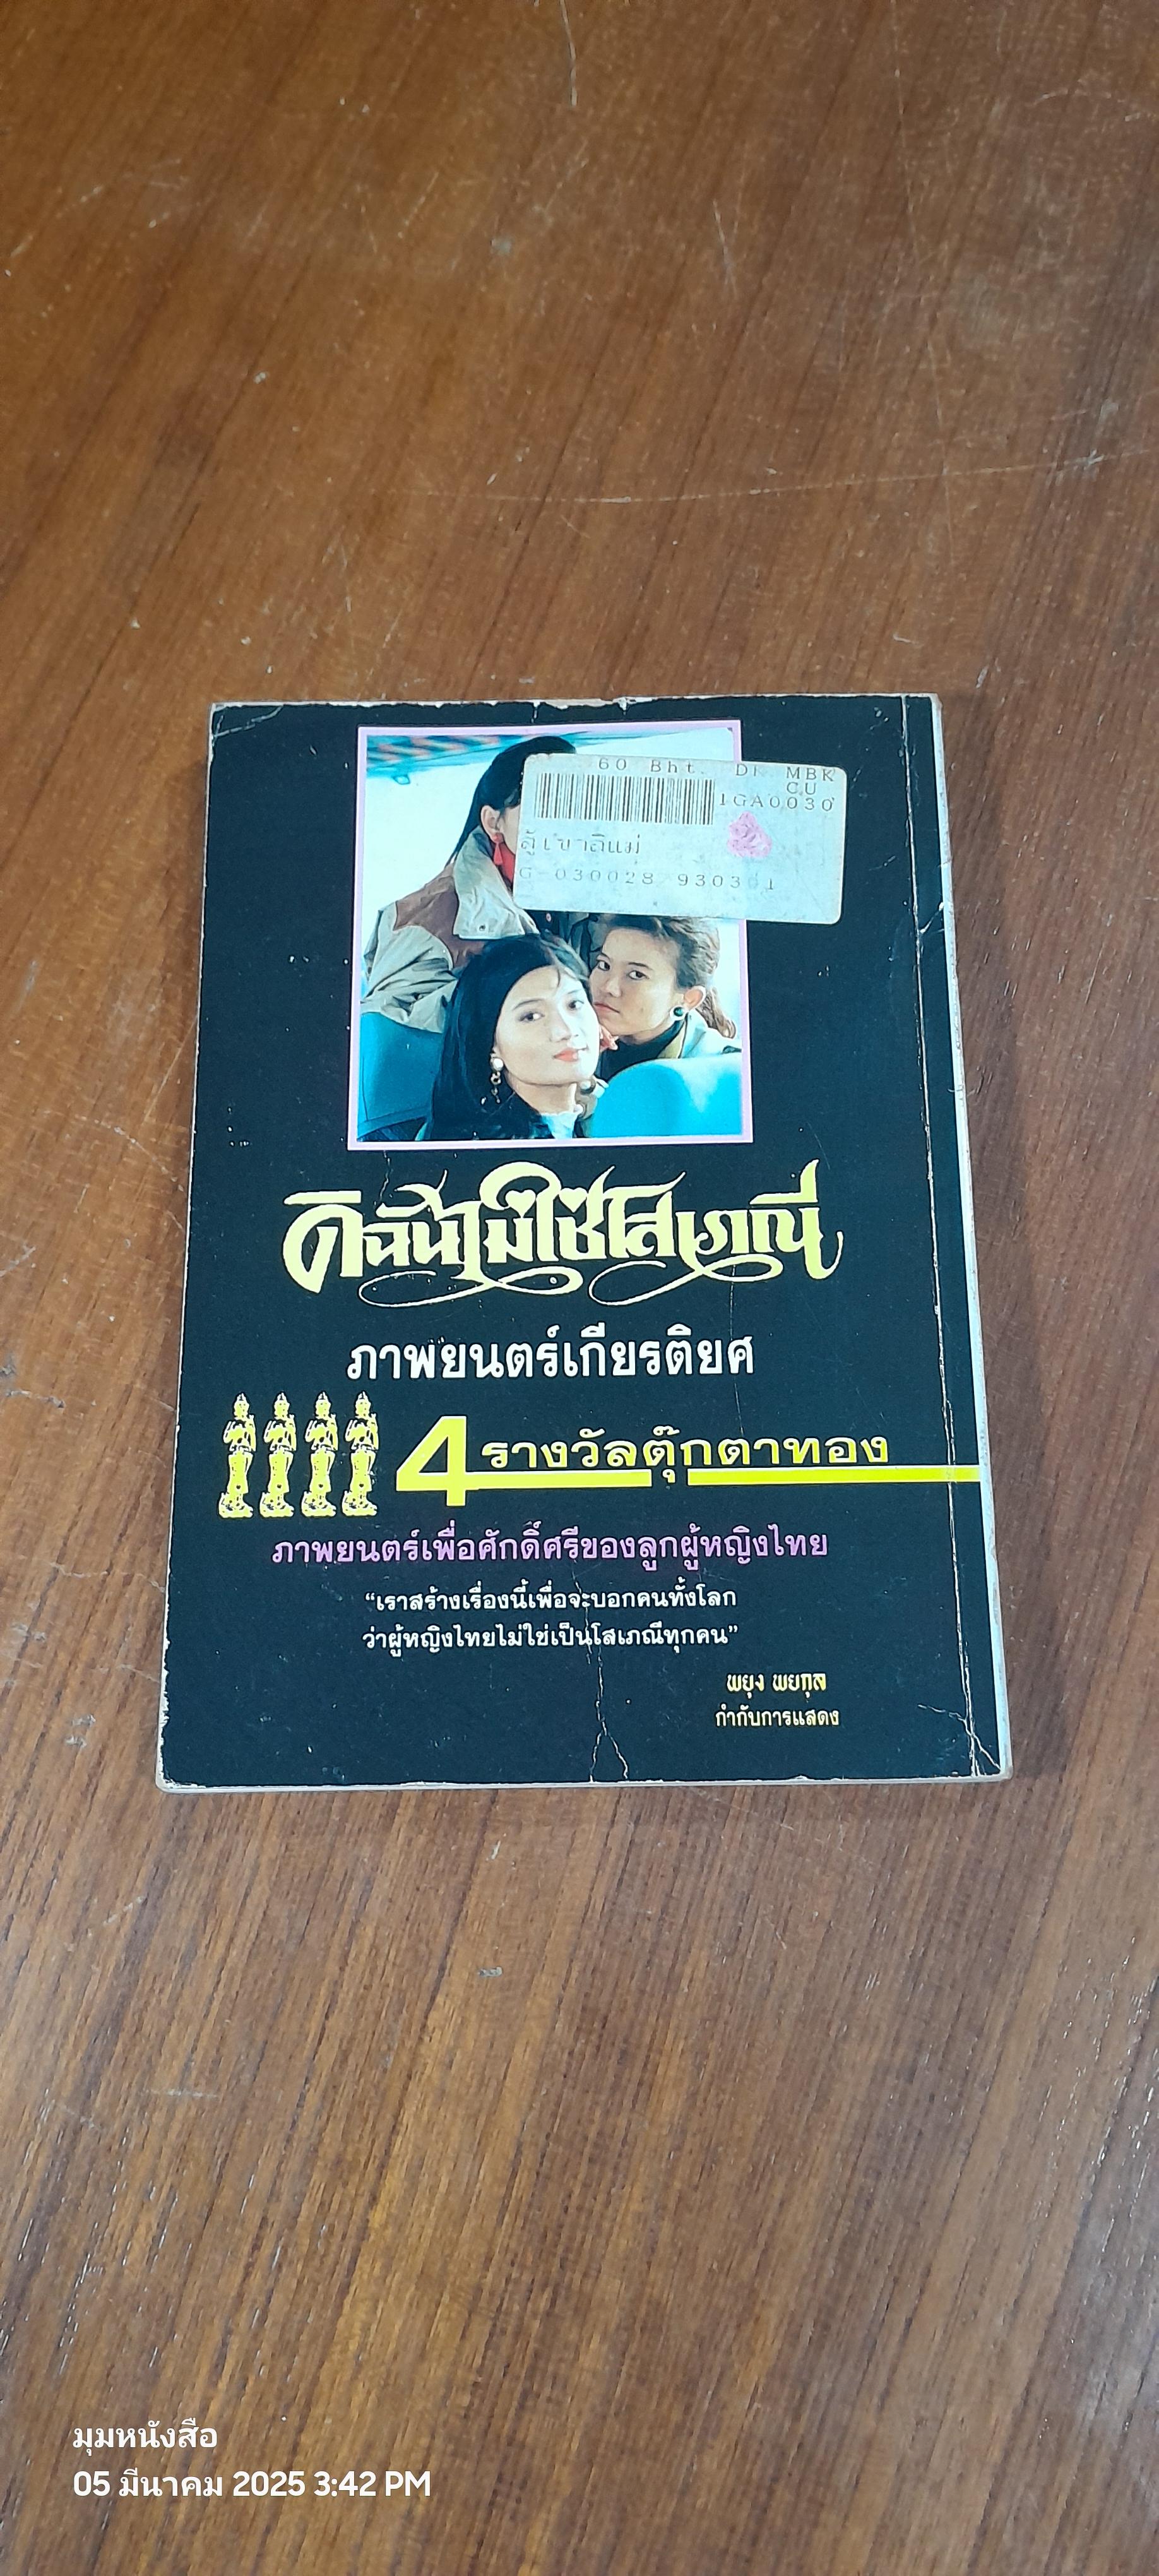 60 Bht. DK MBK
CU
1GA0030
สู้เขาลิแม่
G-030028 9303
ดิฉันไม่ใช่โสเภณี
ภาพยนตร์เกียรติยศ
4 รางวัลตุ๊กตาทอง
ภาพยนตร์เพื่อศักดิ์ศรีของลูกผู้หญิงไทย
“เราสร้างเรื่องนี้เพื่อจะบอกคนทั้งโลก
ว่าผู้หญิงไทยไม่ใช่เป็นโสเภณีทุกคน”
พยุง พยกุล
กำกับการแสดง
มุมหนังสือ
05 มีนาคม 2025 3:42 PM